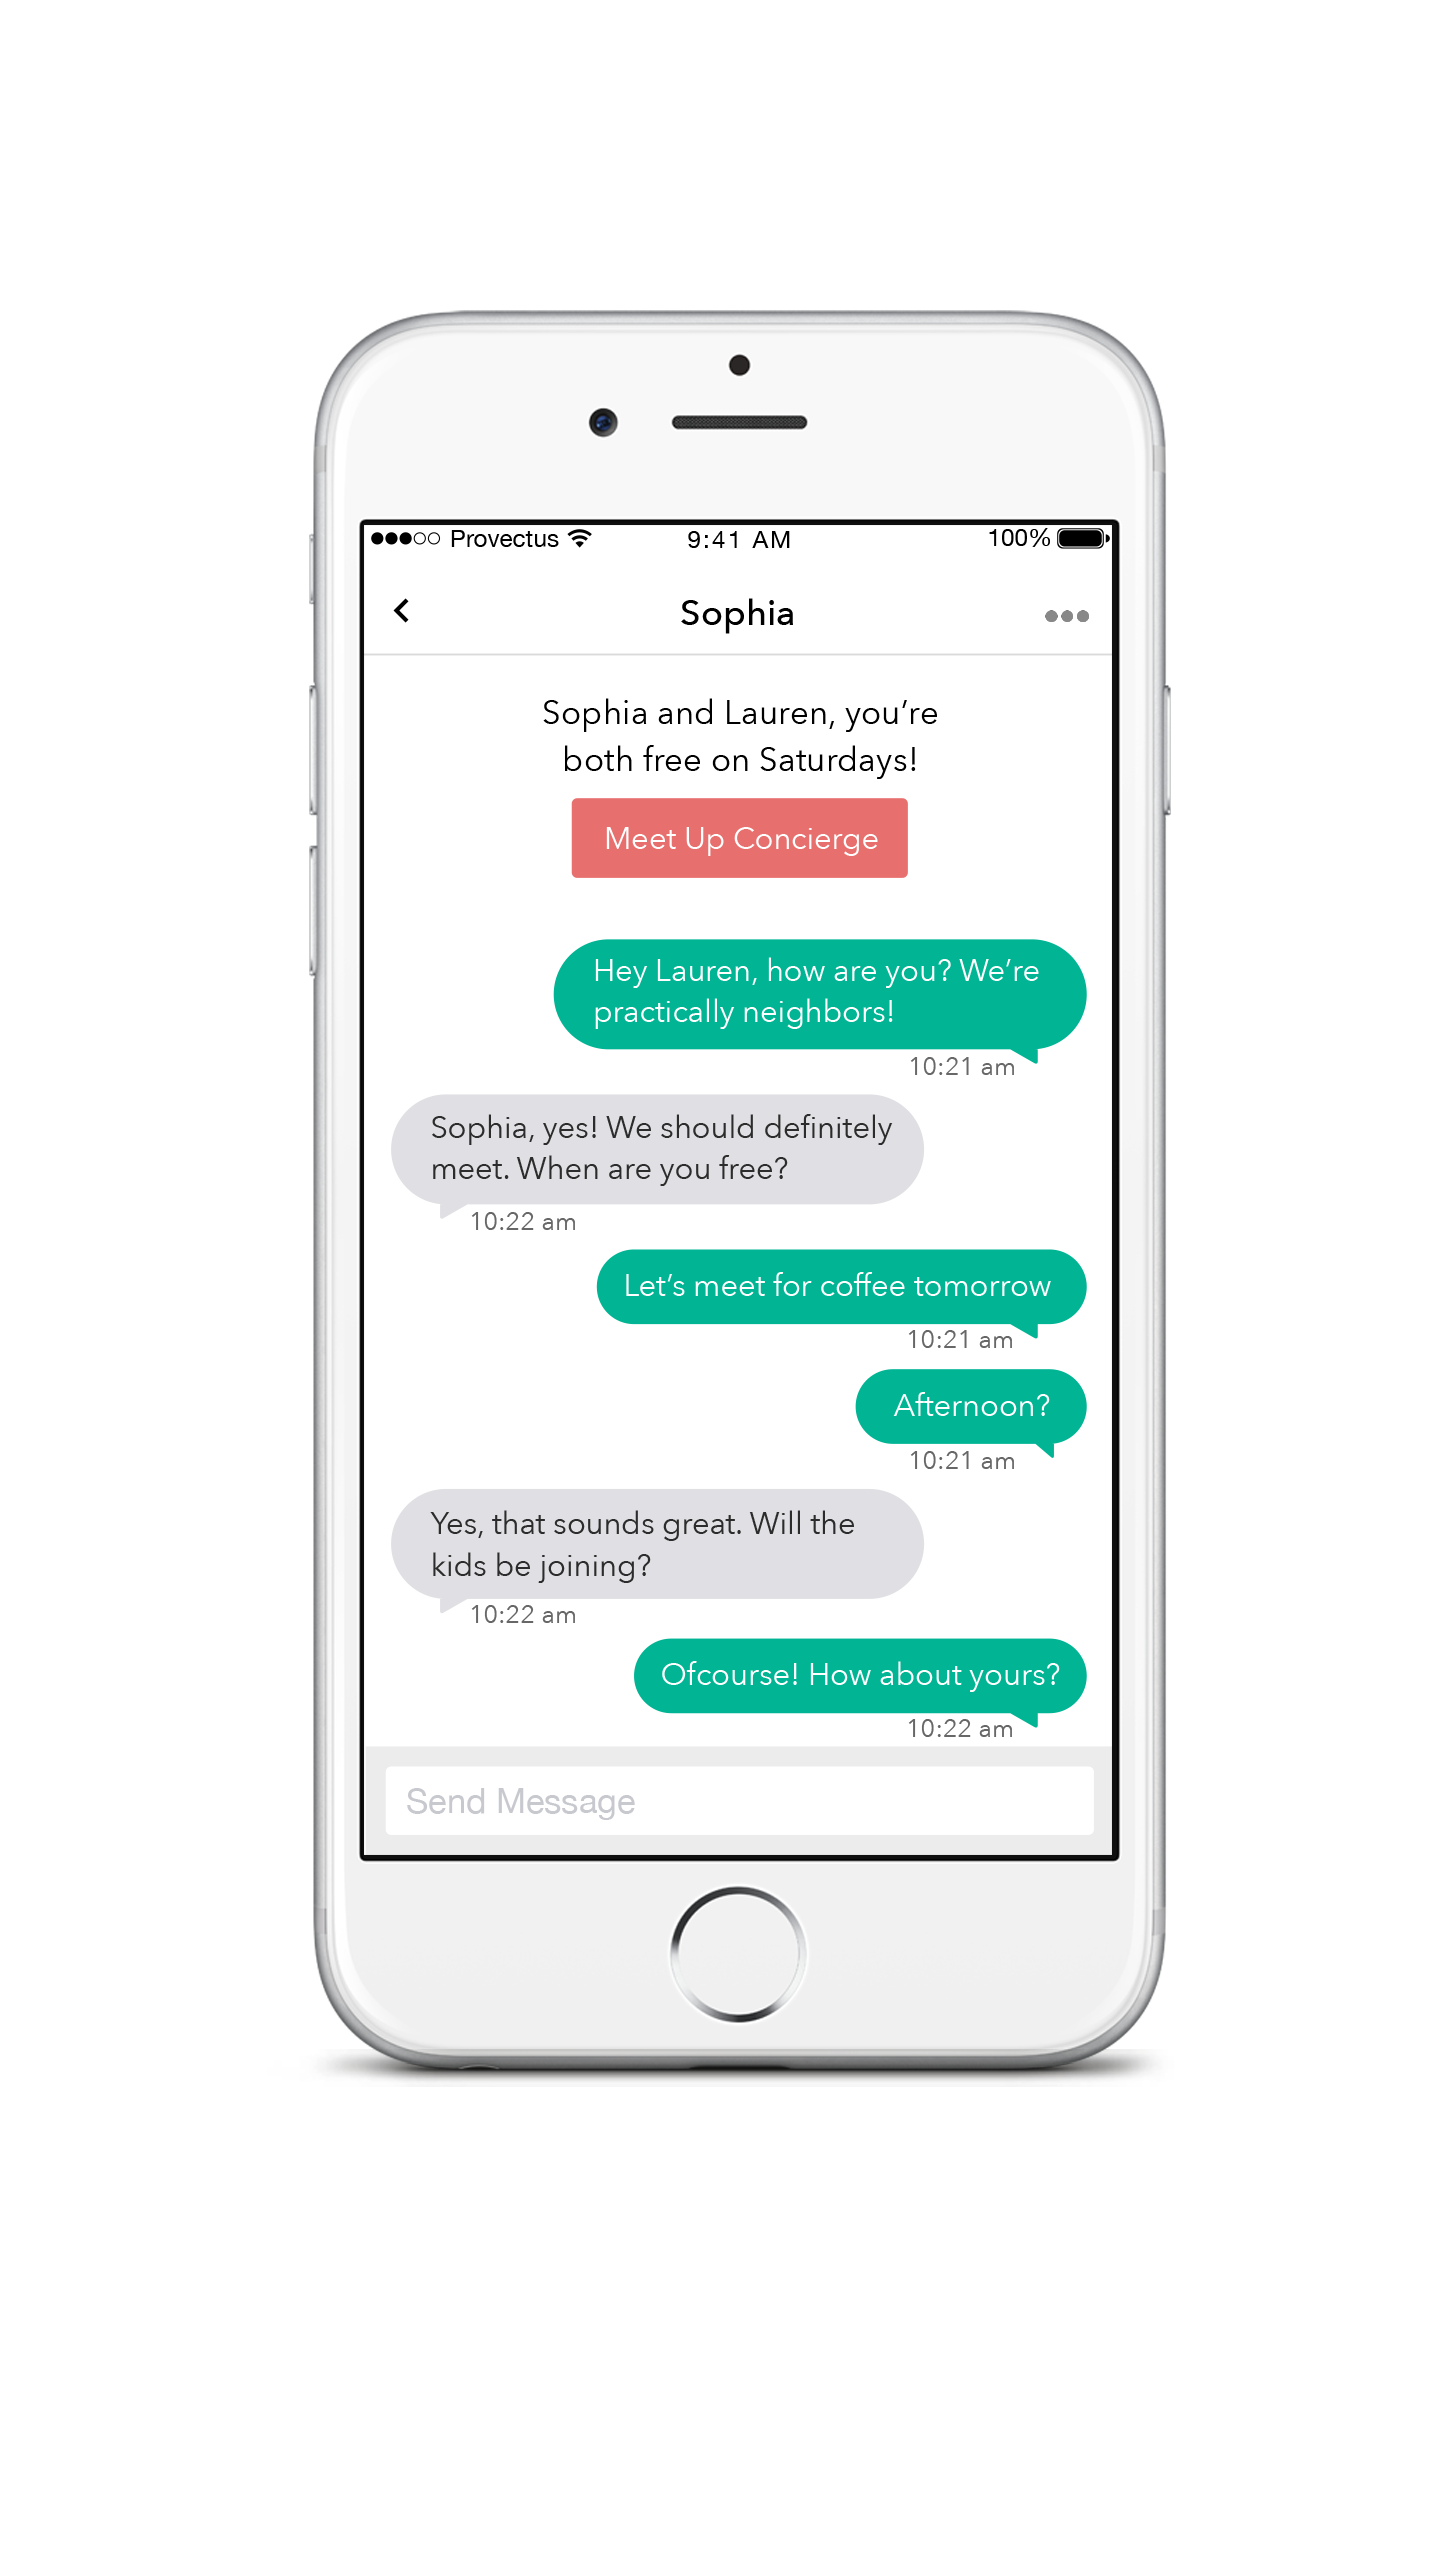 Provectus 9:41 AM 100%
Sophia
Sophia and Lauren, you’re
both free on Saturdays!
Meet Up Concierge
Hey Lauren, how are you? We’re
practically neighbors!
10:21 am
Sophia, yes! We should definitely
meet. When are you free?
10:22 am
Let’s meet for coffee tomorrow
10:21 am
Afternoon?
10:21 am
Yes, that sounds great. Will the
kids be joining?
10:22 am
Ofcourse! How about yours?
10:22 am
Send Message